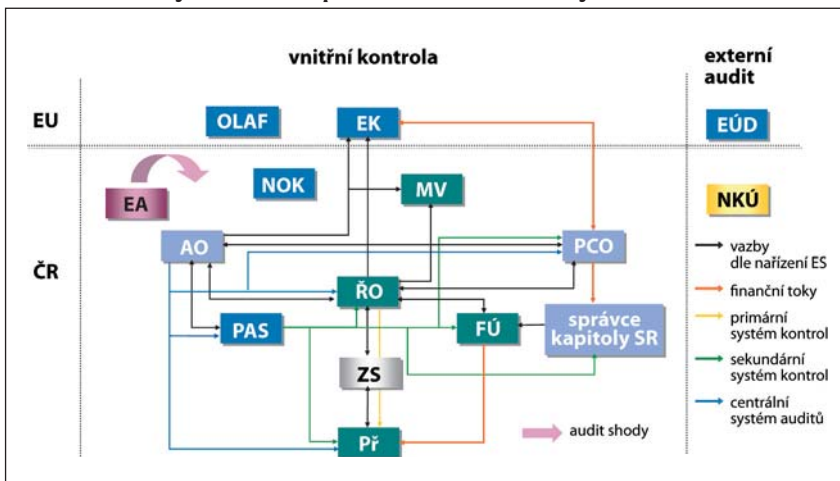 vnitřní kontrola
externí
audit
EU
OLAF
EK
EÚD
EA
NOK
MV
NKÚ
AO
PCO
ČR
ŘO
PAS
FÚ
správce
kapitoly SR
ZS
Př
audit shody
vazby
dle nařízení ES
finanční toky
primární
systém kontrol
sekundární
systém kontrol
centrální
systém auditů